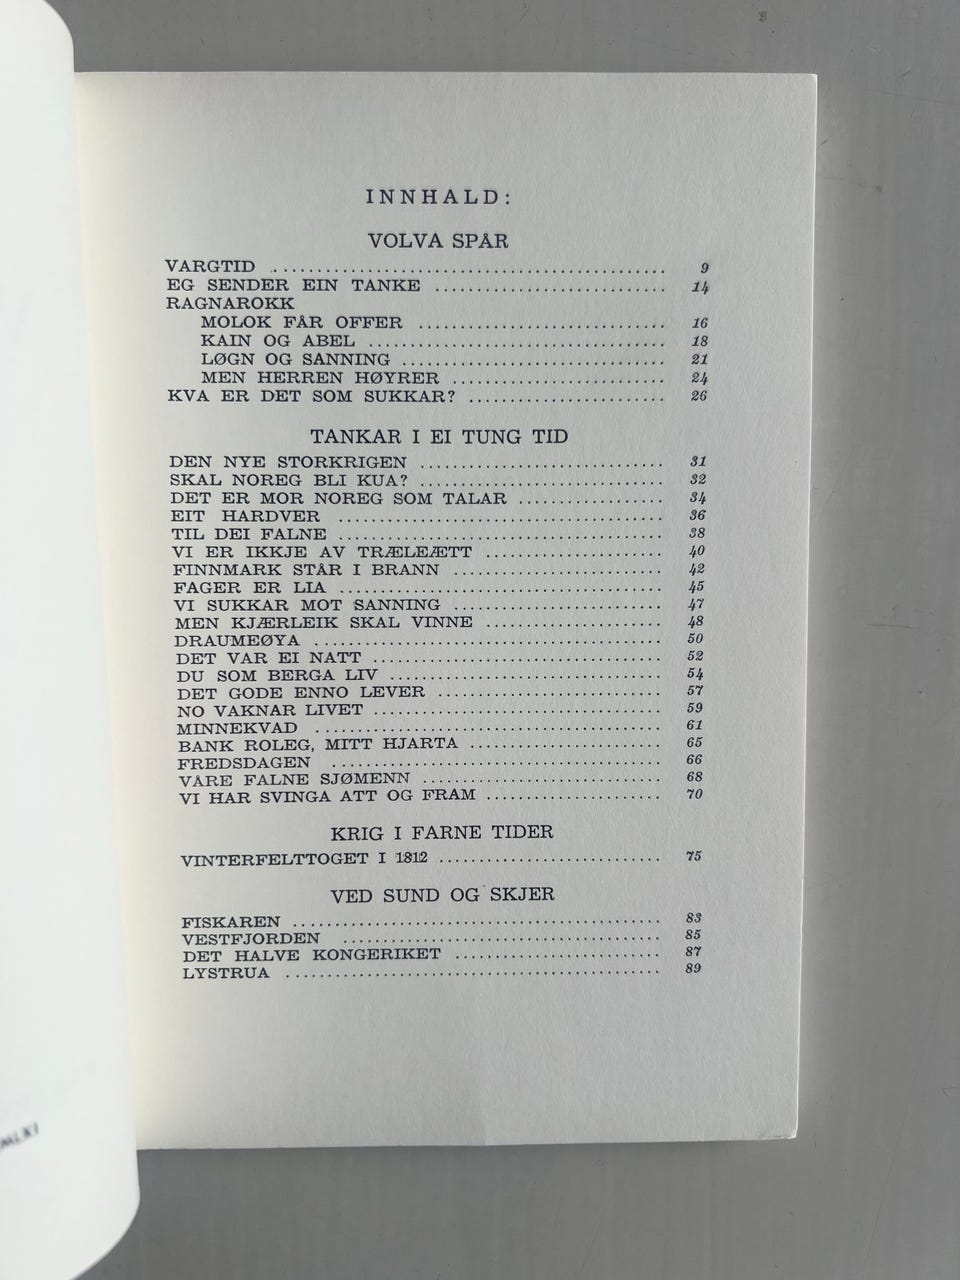 INNHALD:
VOLVA SPÅR
VARGTID ............................................ 9
EG SENDER EIN TANKE .......................... 14
RAGNAROKK
MOLOK FÅR OFFER ............................ 16
KAIN OG ABEL ................................. 18
LØGN OG SANNING ............................. 21
MEN HERREN HØYRER ........................ 24
KVA ER DET SOM SUKKAR? ...................... 26
TANKAR I EI TUNG TID
DEN NYE STORKRIGEN ........................... 31
SKAL NOREG BLI KUA? ........................... 32
DET ER MOR NOREG SOM TALAR ................ 34
EIT HARDVER .................................... 36
TIL DEI FALNE .................................... 38
VI ER IKKJE AV TRÆLEÆTT .................... 40
FINNMARK STÅR I BRANN ....................... 42
FAGER ER LIA .................................... 45
VI SUKKAR MOT SANNING ....................... 47
MEN KJÆRLEIK SKAL VINNE .................... 48
DRAUMEØYA ....................................... 50
DET VAR EI NATT ................................ 52
DU SOM BERGA LIV .............................. 54
DET GODE ENNO LEVER ......................... 57
NO VAKNAR LIVET ................................ 59
MINNEKVAD ....................................... 61
BANK ROLEG, MITT HJARTA ..................... 65
FREDSDAGEN ..................................... 66
VÅRE FALNE SJØMENN ........................... 68
VI HAR SVINGA ATT OG FRAM .................... 70
KRIG I FARNE TIDER
VINTERFELTTOGET I 1812 ......................... 75
VED SUND OG SKJER
FISKAREN ......................................... 83
VESTFJORDEN .................................... 85
DET HALVE KONGERIKET ........................ 87
LYSTRUA .......................................... 89